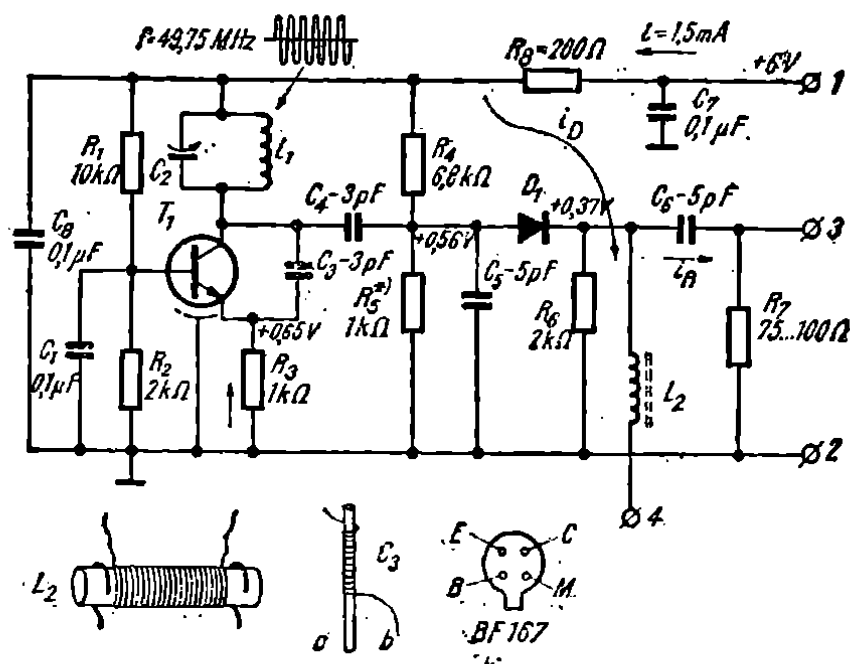 f=49,75 MHz
i=1,5mA
R8=200Ω
+6V
1
C7
0,1µF
iD
R1
10kΩ
C2
L1
R4
6,8kΩ
C4-3pF
D1
+0,37V
C6-5pF
3
T1
+0,56V
C8
0,1µF
C3-3pF
R5*)
1kΩ
C5-5pF
iA
R6
2kΩ
R7
75...100Ω
+0,65V
C1
0,1µF
R2
2kΩ
R3
1kΩ
L2
2
4
L2
C3
a
b
E
C
B
M
BF 167